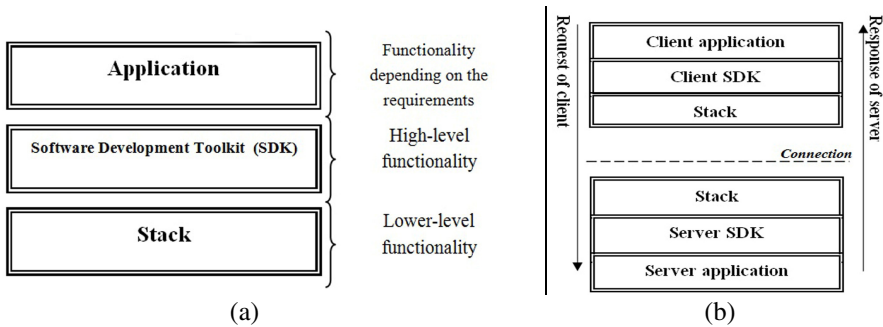 Application
Functionality
depending on the
requirements
Software Development Toolkit (SDK)
High-level
functionality
Stack
Lower-level
functionality
(a)
Request of client
Client application
Client SDK
Stack
Connection
Stack
Server SDK
Server application
Response of server
(b)